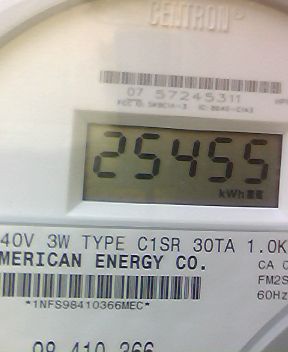 CENTRON
07 57245311
25455
kWh
40V 3W TYPE C1SR 30TA 1.0K
MERICAN ENERGY CO.
CA
FM2S
60Hz
*1NFS98410366MEC*
98 410 366